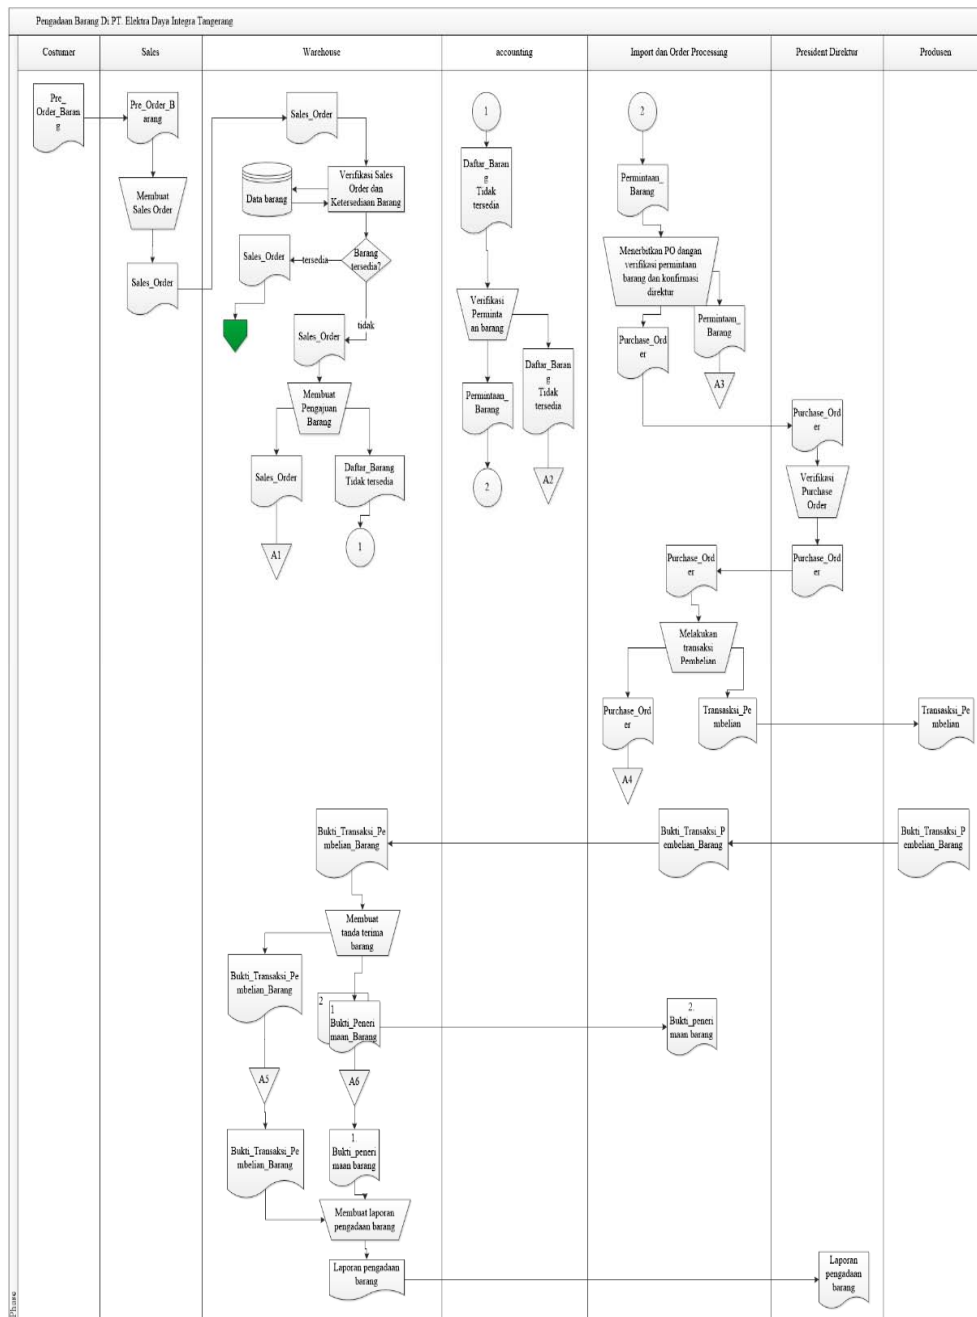 Pengadaan Barang Di PT. Elektra Daya Integra Tangerang
Costumer
Sales
Warehouse
accounting
Import dan Order Processing
President Direktur
Produsen
Pre_
Order_Baran
g
Pre_Order_B
arang
Membuat
Sales Order
Sales_Order
Sales_Order
Data barang
Verifikasi Sales
Order dan
Ketersediaan Barang
Barang
tersedia?
tersedia
Sales_Order
tidak
Sales_Order
Membuat
Pengajuan
Barang
Sales_Order
Daftar_Barang
Tidak tersedia
A1
1
1
Daftar_Baran
g
Tidak
tersedia
Verifikasi
Perminta
an barang
Permintaan_
Barang
Daftar_Baran
g
Tidak
tersedia
2
A2
2
Permintaan_
Barang
Menerbitkan PO dangan
verifikasi permintaan
barang dan konfirmasi
direktur
Purchase_Ord
er
Permintaan_
Barang
A3
Purchase_Ord
er
Verifikasi
Purchase
Order
Purchase_Ord
er
Purchase_Ord
er
Melakukan
transaksi
Pembelian
Purchase_Ord
er
Transaksi_Pe
mbelian
Transasksi_Pe
mbelian
A4
Bukti_Transaksi_Pe
mbelian_Barang
Bukti_Transaksi_P
embelian_Barang
Bukti_Transaksi_P
embelian_Barang
Membuat
tanda terima
barang
Bukti_Transaksi_Pe
mbelian_Barang
2
1
Bukti_Peneri
maan_Barang
2.
Bukti_peneri
maan barang
A5
A6
Bukti_Transaksi_Pe
mbelian_Barang
1.
Bukti_peneri
maan barang
Membuat laporan
pengadaan barang
Laporan pengadaan
barang
Laporan
pengadaan
barang
Phase